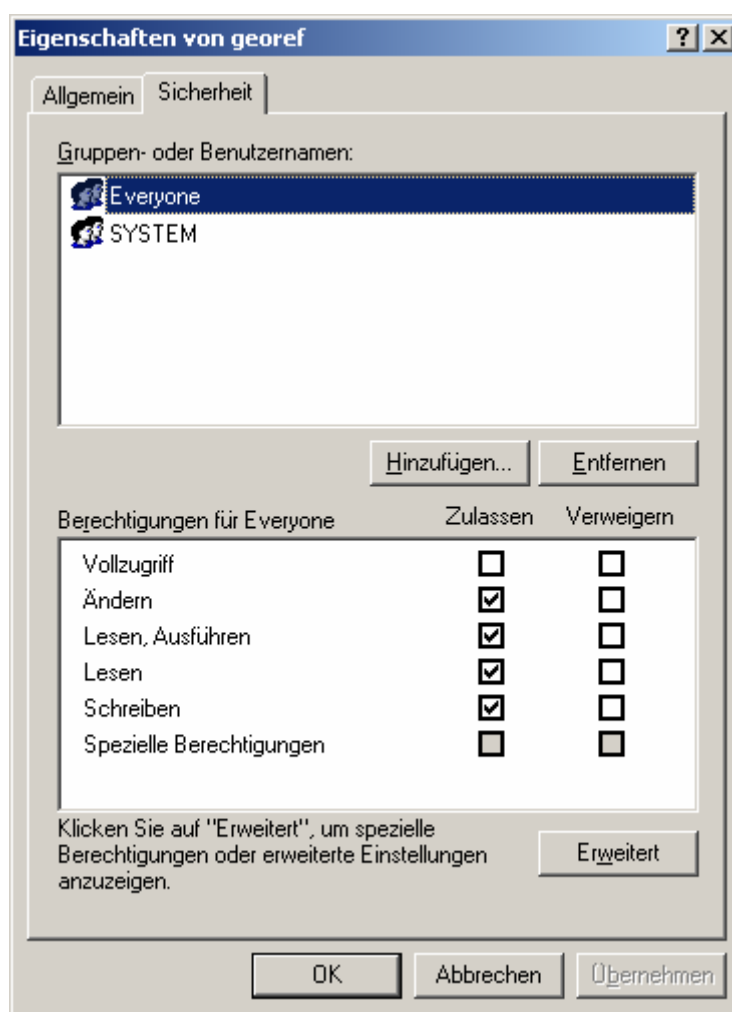 Eigenschaften von georef
Allgemein Sicherheit
Gruppen- oder Benutzernamen:
Everyone
SYSTEM
Hinzufügen... Entfernen
Berechtigungen für Everyone Zulassen Verweigern
Vollzugriff
Ändern
Lesen, Ausführen
Lesen
Schreiben
Spezielle Berechtigungen
Klicken Sie auf "Erweitert", um spezielle
Berechtigungen oder erweiterte Einstellungen
anzuzeigen.
Erweitert
OK Abbrechen Übernehmen